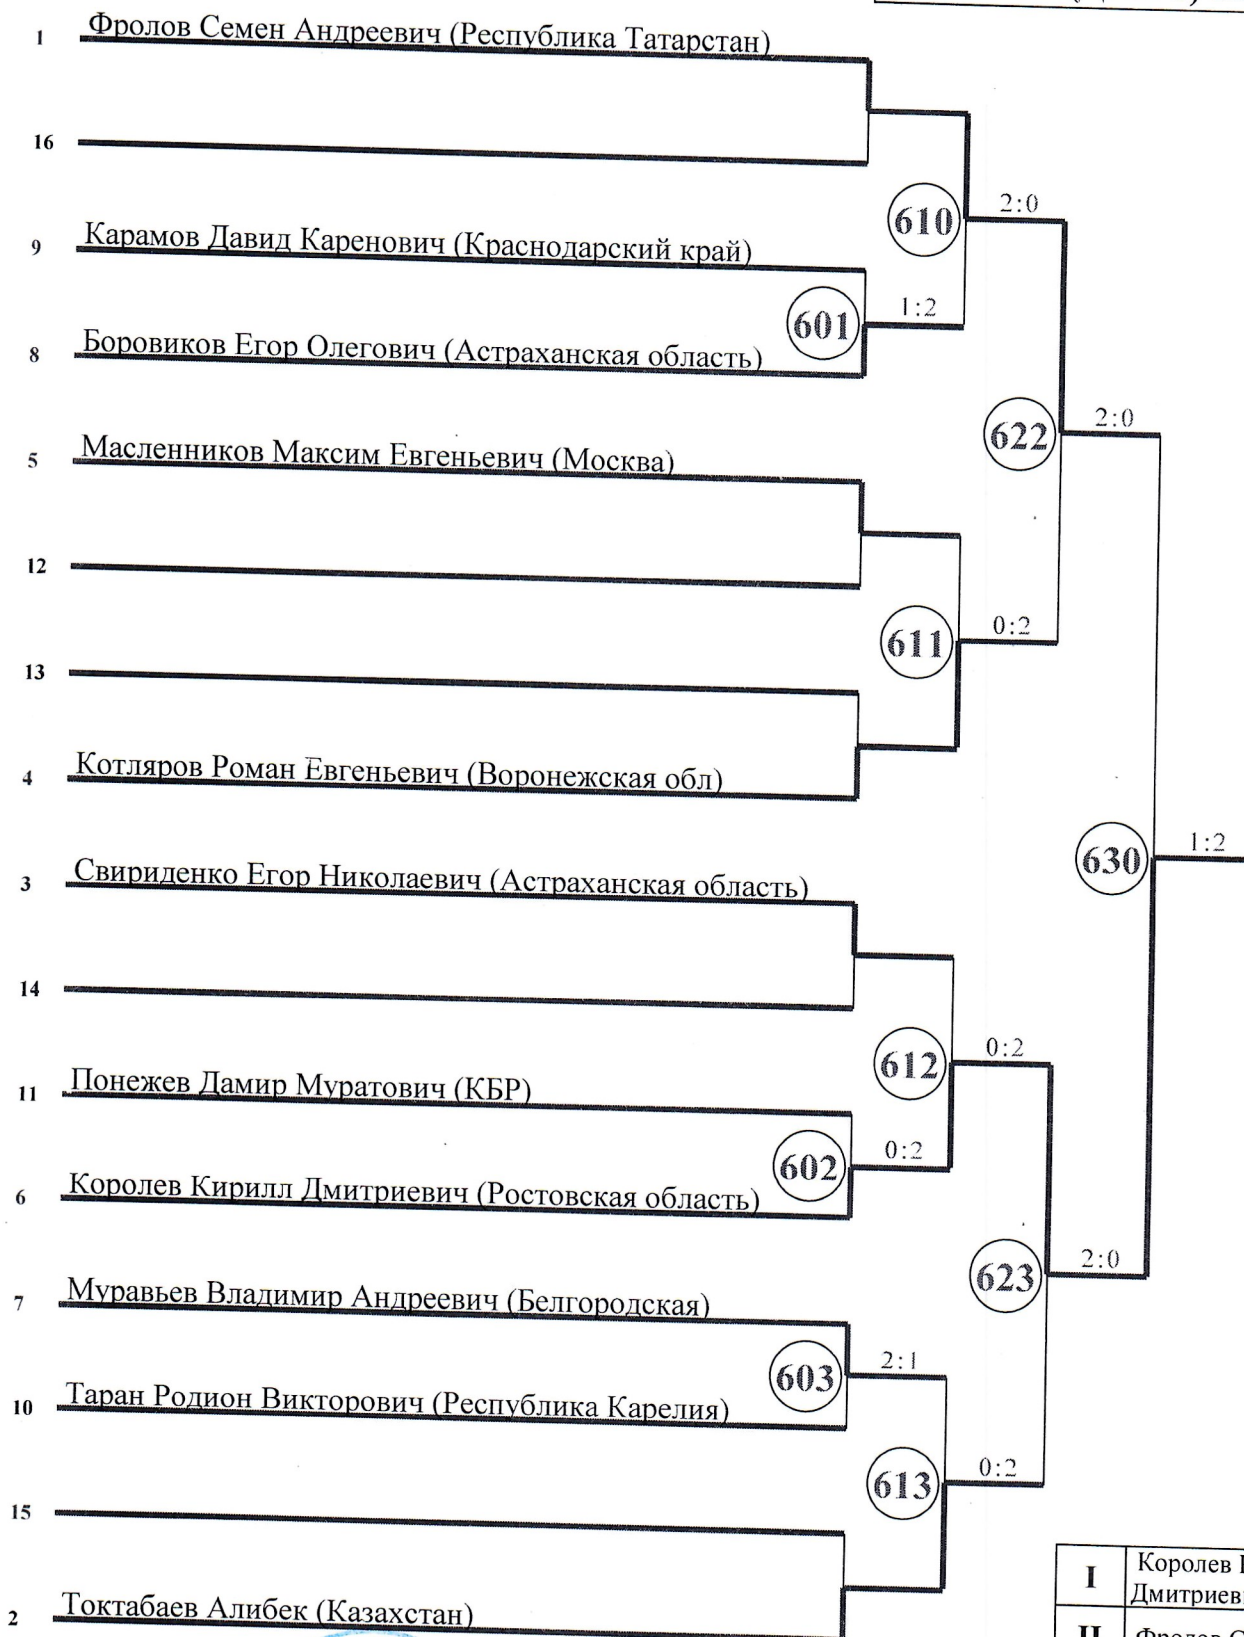 1 Фролов Семен Андреевич (Республика Татарстан)
16
610 2:0
9 Карамов Давид Каренович (Краснодарский край)
601 1:2
8 Боровиков Егор Олегович (Астраханская область)
622 2:0
5 Масленников Максим Евгеньевич (Москва)
12
611 0:2
13
4 Котляров Роман Евгеньевич (Воронежская обл)
630 1:2
3 Свириденко Егор Николаевич (Астраханская область)
14
612 0:2
11 Понежев Дамир Муратович (КБР)
602 0:2
6 Королев Кирилл Дмитриевич (Ростовская область)
623 2:0
7 Муравьев Владимир Андреевич (Белгородская)
603 2:1
10 Таран Родион Викторович (Республика Карелия)
613 0:2
15
I Королев
Дмитриев
2 Токтабаев Алибек (Казахстан)
II Фролов С